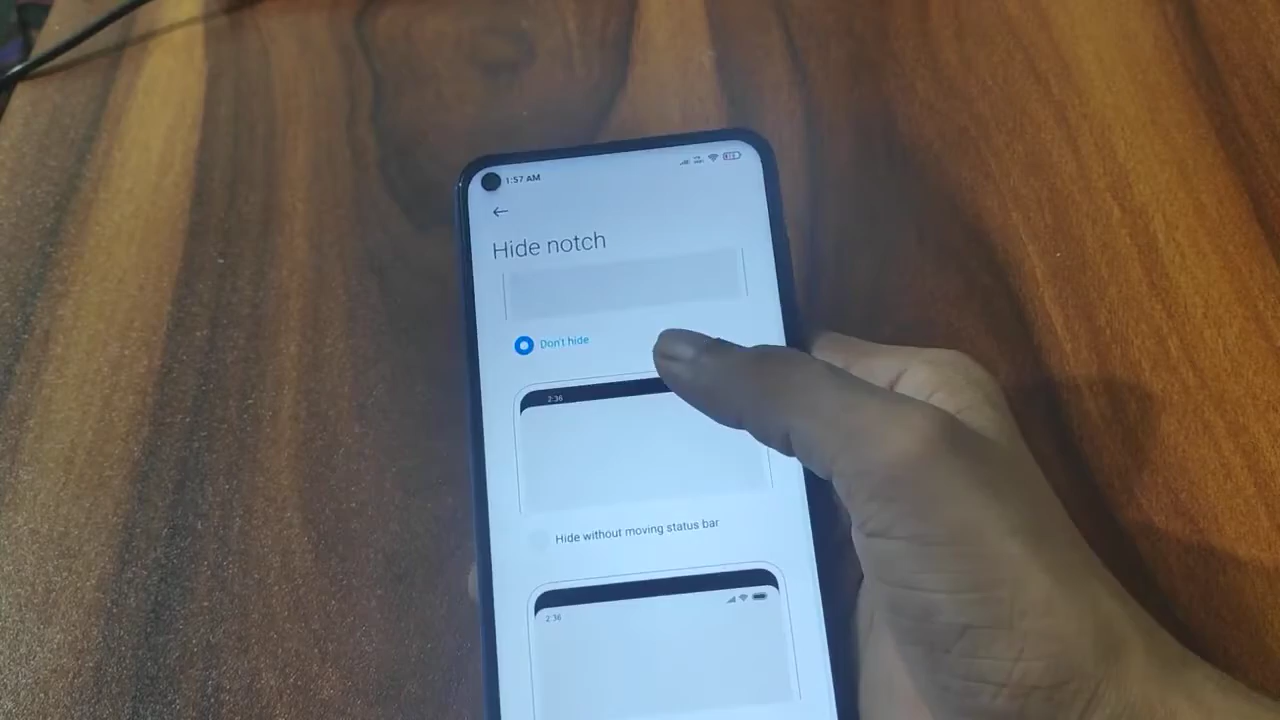 1:57 AM
Hide notch
Don't hide
2:36
Hide without moving status bar
2:36